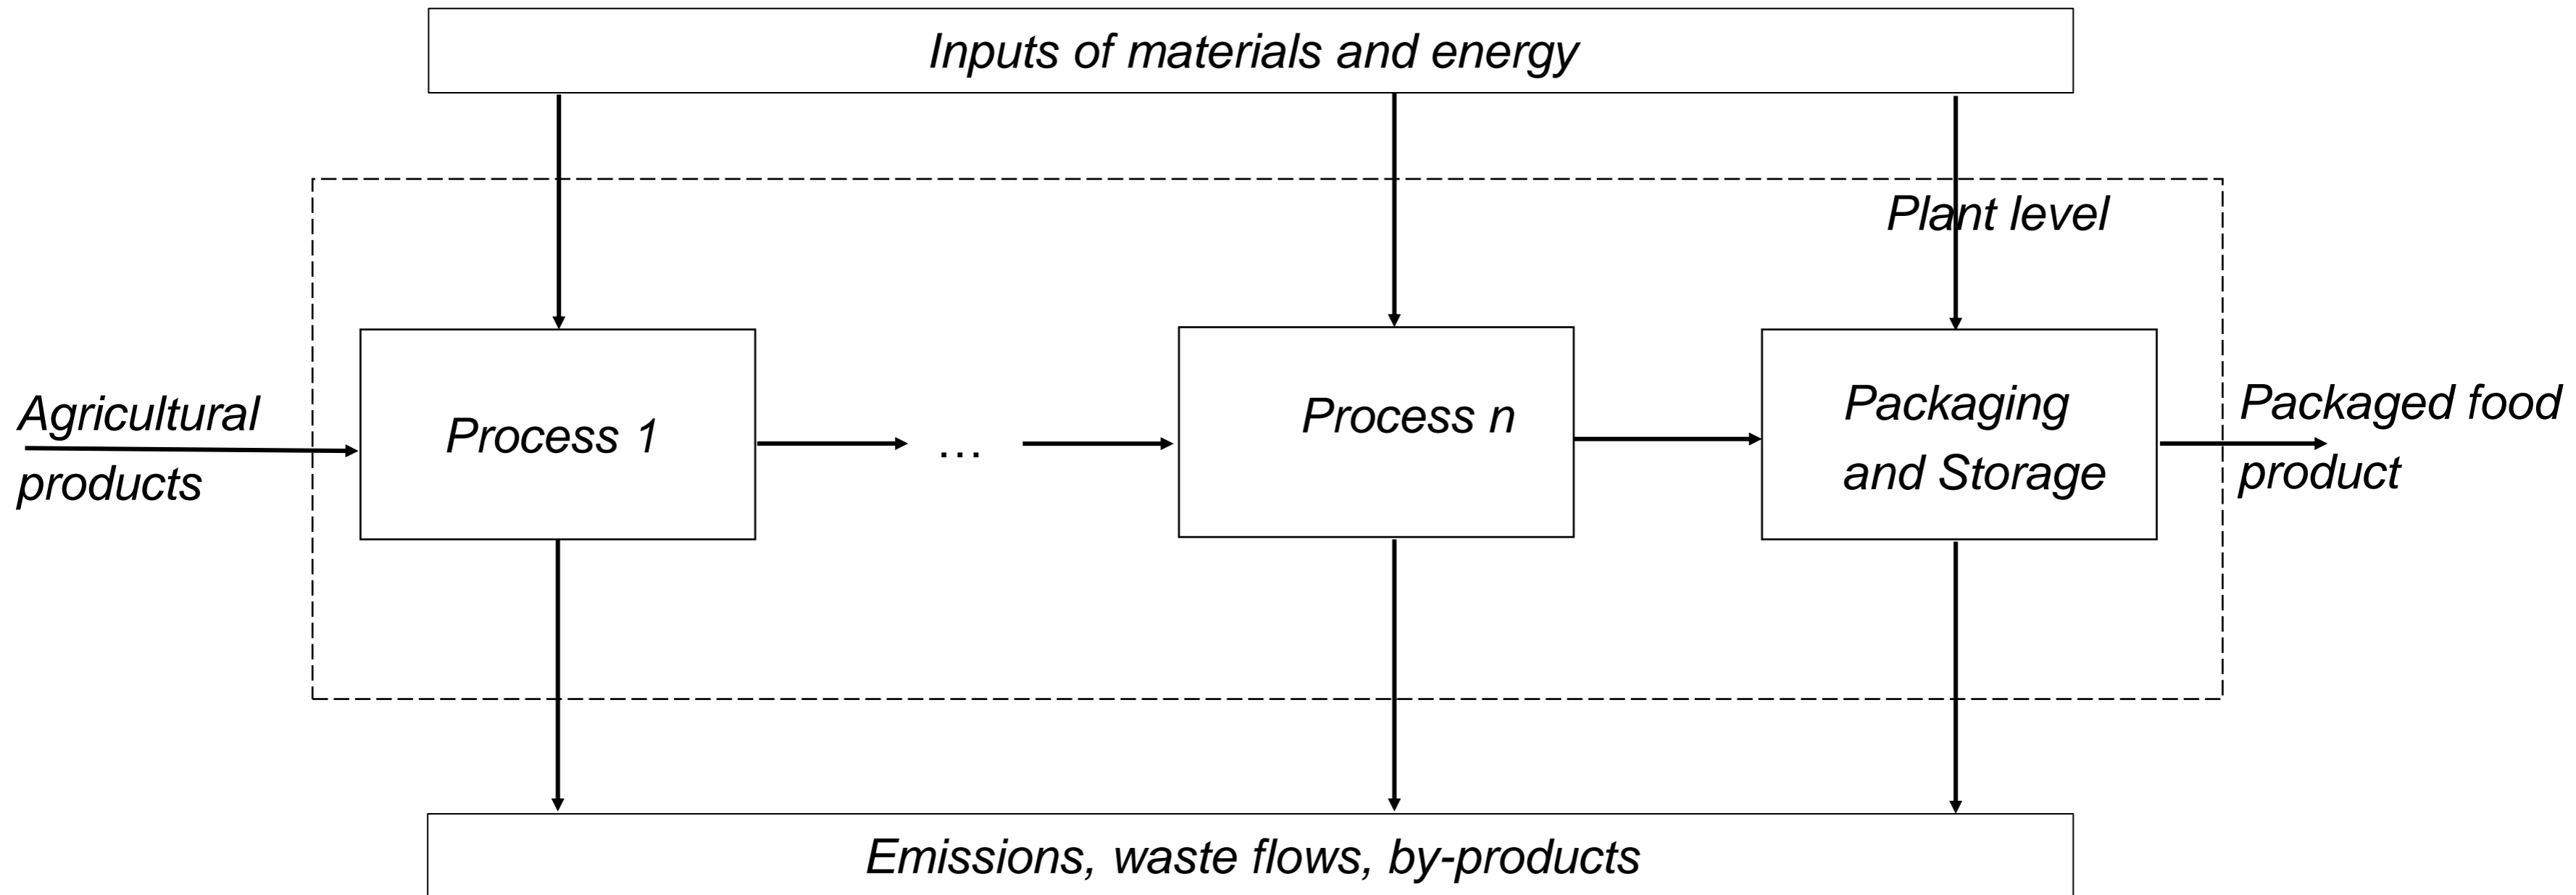 Inputs of materials and energy
Plant level
Agricultural
products
Process 1
…
Process n
Packaging
and Storage
Packaged food
product
Emissions, waste flows, by-products